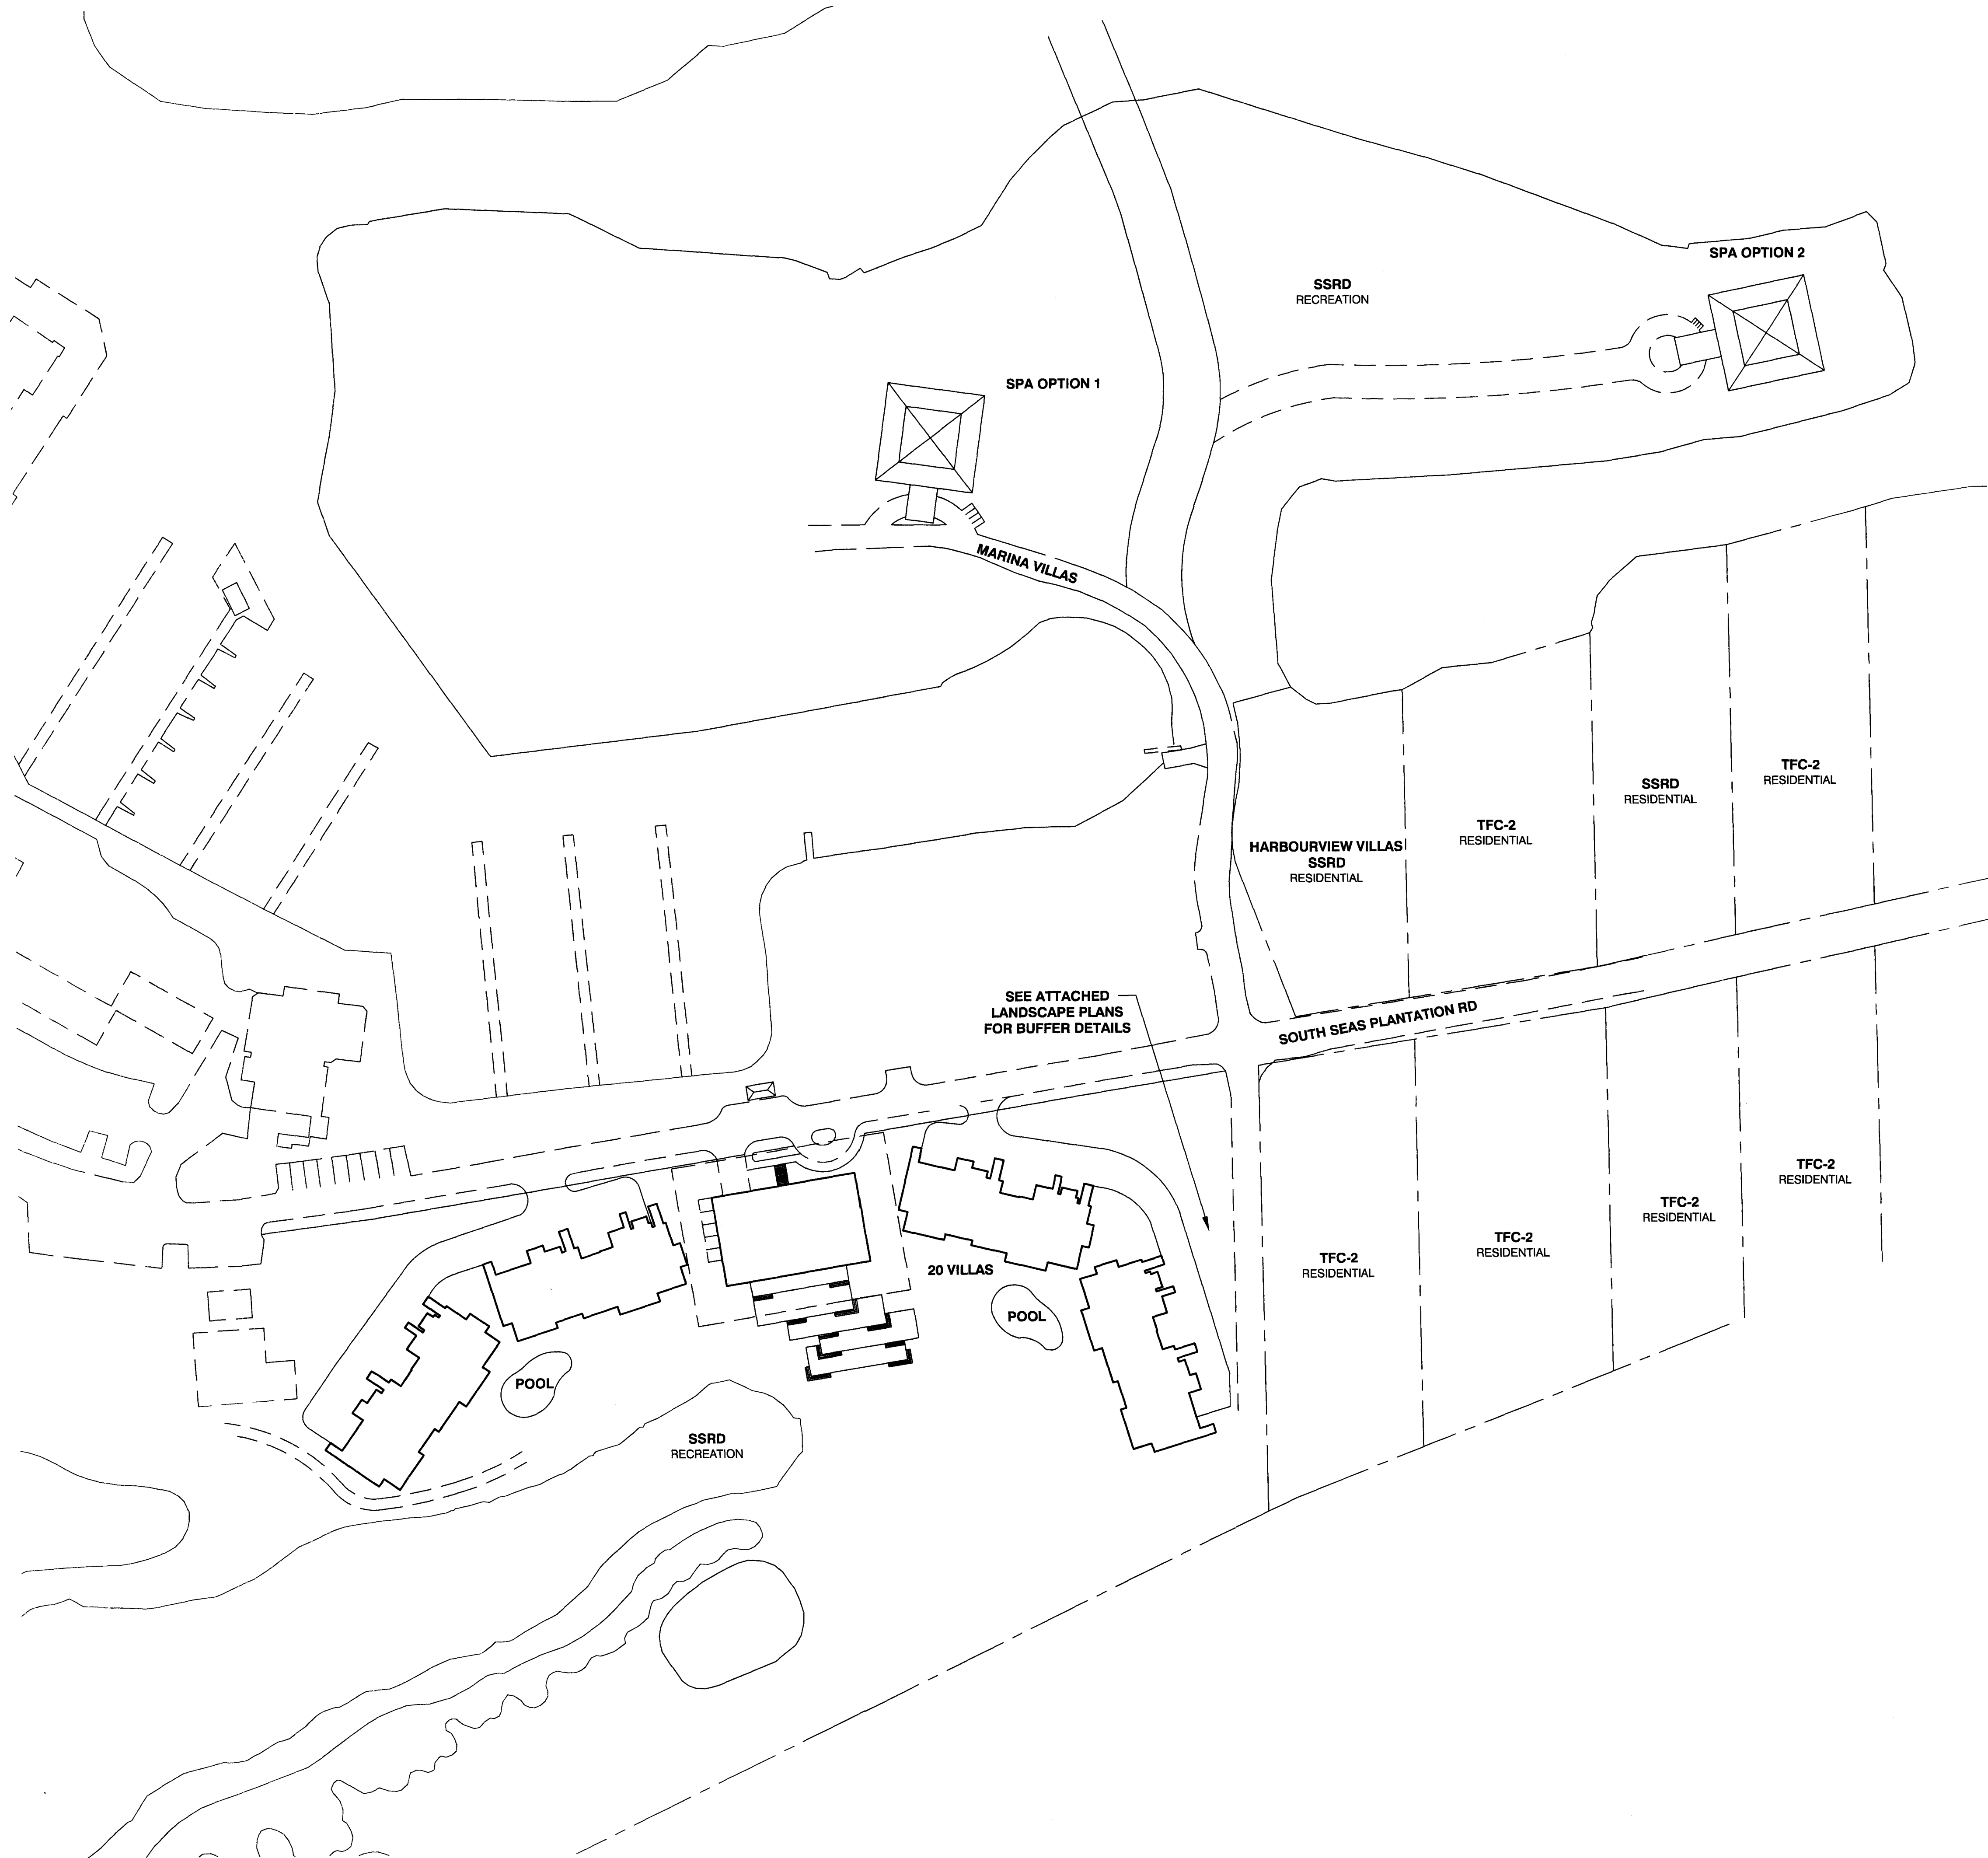 SPA OPTION 2
SSRD
RECREATION
SPA OPTION 1
MARINA VILLAS
TFC-2
RESIDENTIAL
SSRD
RESIDENTIAL
TFC-2
RESIDENTIAL
HARBOURVIEW VILLAS
SSRD
RESIDENTIAL
SEE ATTACHED
LANDSCAPE PLANS
FOR BUFFER DETAILS
SOUTH SEAS PLANTATION RD
TFC-2
RESIDENTIAL
TFC-2
RESIDENTIAL
TFC-2
RESIDENTIAL
TFC-2
RESIDENTIAL
20 VILLAS
POOL
POOL
SSRD
RECREATION